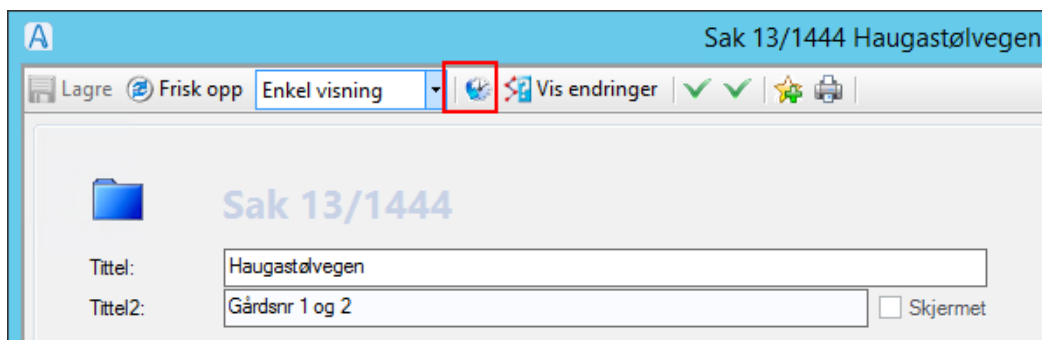 A
Sak 13/1444 Haugastølvegen
Lagre Frisk opp Enkel visning Vis endringer
Sak 13/1444
Tittel: Haugastølvegen
Tittel2: Gårdsnr 1 og 2 Skjermet